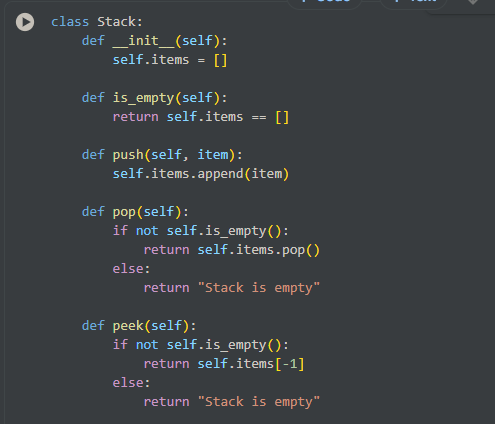 class Stack:
    def __init__(self):
        self.items = []

    def is_empty(self):
        return self.items == []

    def push(self, item):
        self.items.append(item)

    def pop(self):
        if not self.is_empty():
            return self.items.pop()
        else:
            return "Stack is empty"

    def peek(self):
        if not self.is_empty():
            return self.items[-1]
        else:
            return "Stack is empty"